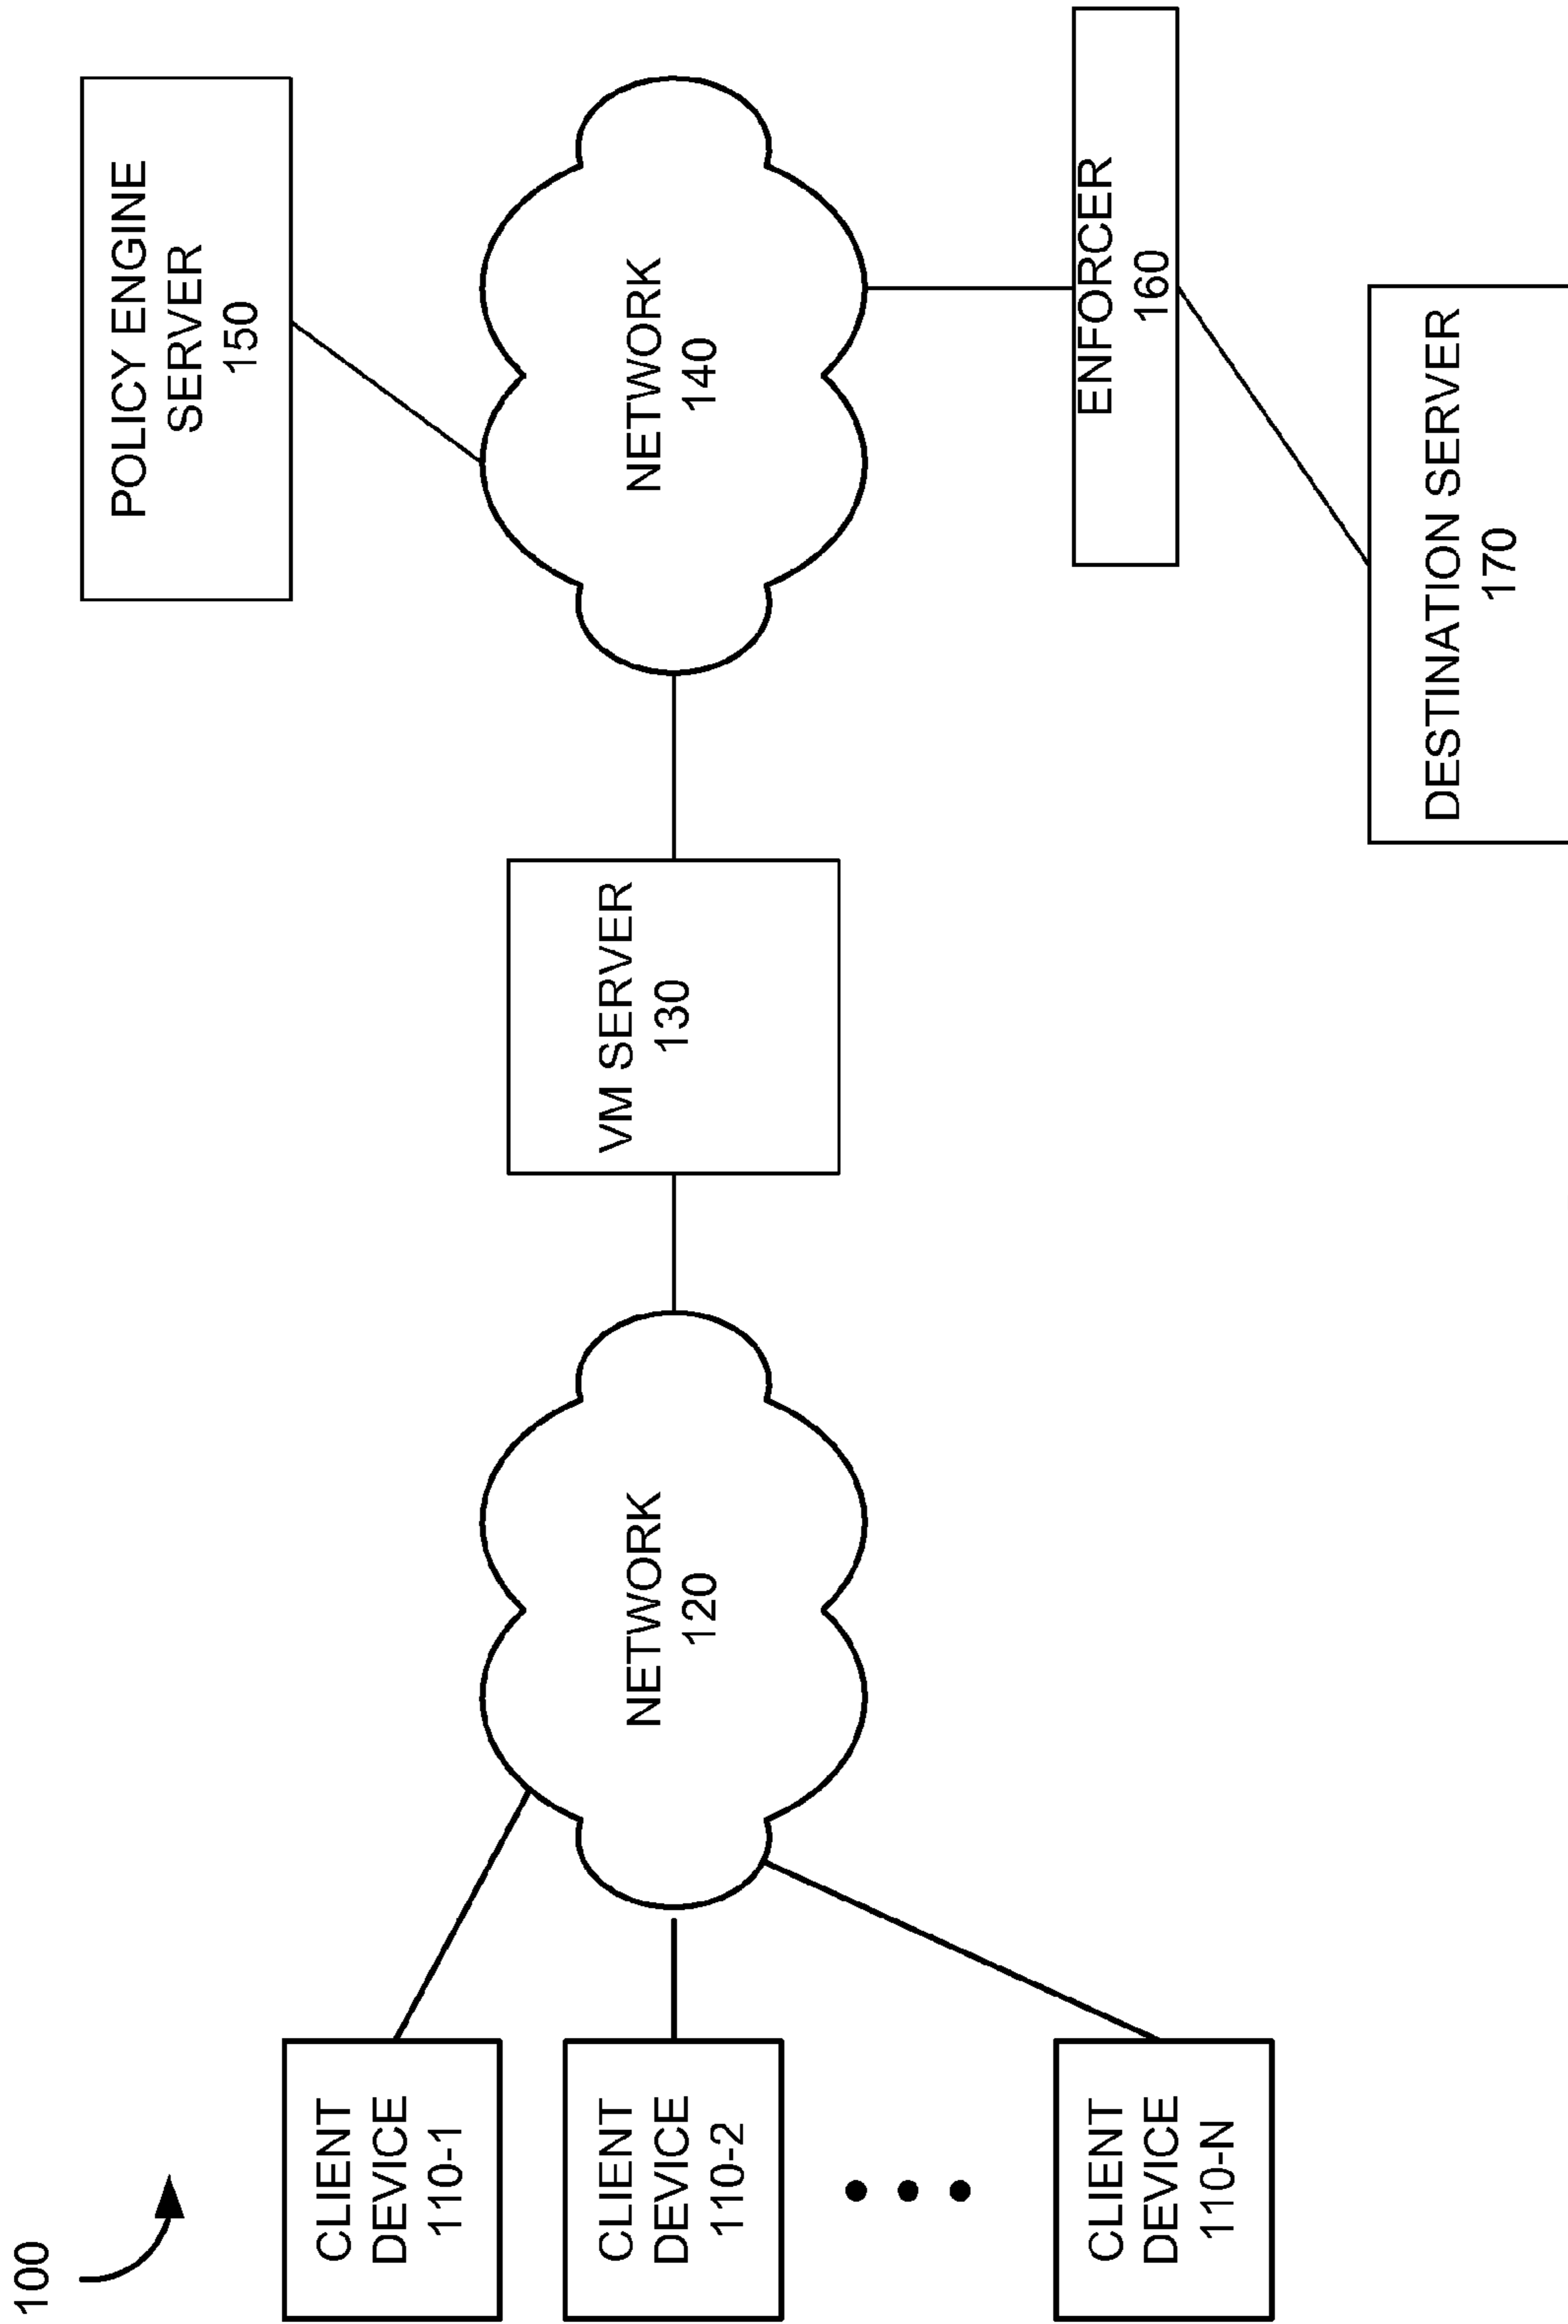 100
CLIENT
DEVICE
110-1
CLIENT
DEVICE
110-2
CLIENT
DEVICE
110-N
NETWORK
120
VM SERVER
130
NETWORK
140
POLICY ENGINE
SERVER
150
ENFORCER
160
DESTINATION SERVER
170